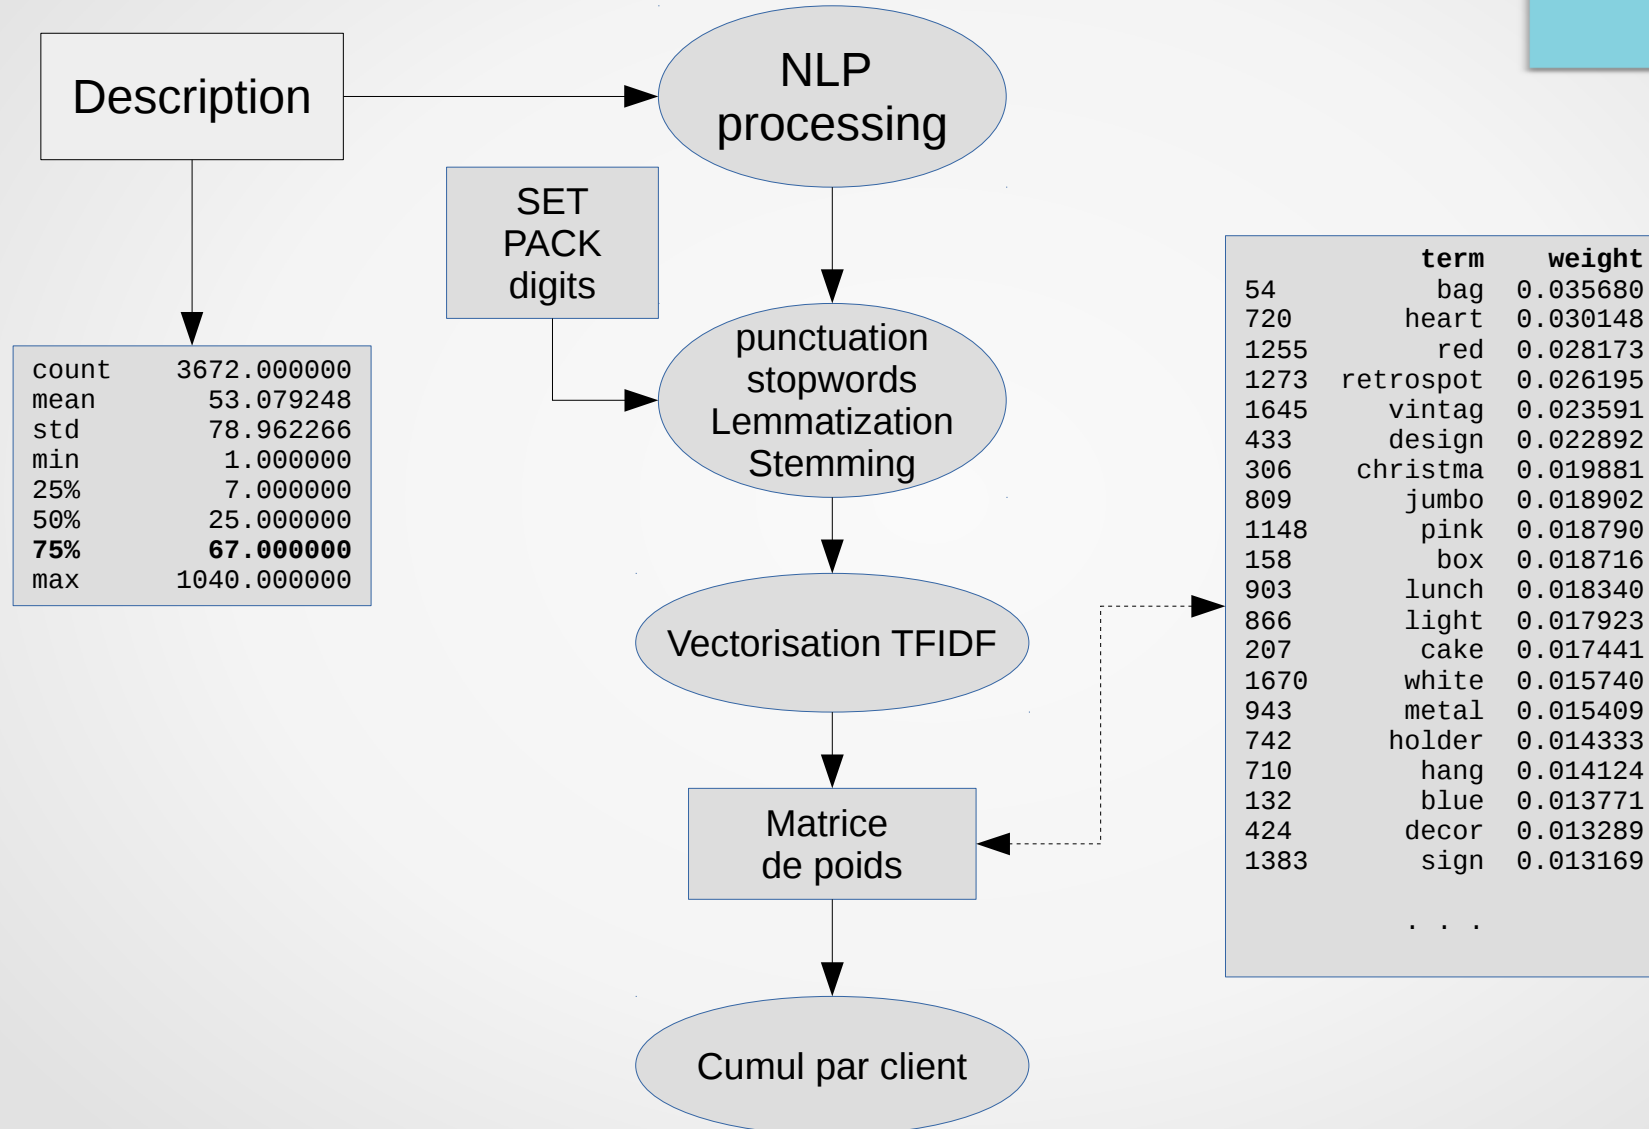 Description
NLP
processing
SET
PACK
digits
punctuation
stopwords
Lemmatization
Stemming
count 3672.000000
mean 53.079248
std 78.962266
min 1.000000
25% 7.000000
50% 25.000000
75% 67.000000
max 1040.000000
Vectorisation TFIDF
Matrice
de poids
Cumul par client
term weight
54 bag 0.035680
720 heart 0.030148
1255 red 0.028173
1273 retrospot 0.026195
1645 vintag 0.023591
433 design 0.022892
306 christma 0.019881
809 jumbo 0.018902
1148 pink 0.018790
158 box 0.018716
903 lunch 0.018340
866 light 0.017923
207 cake 0.017441
1670 white 0.015740
943 metal 0.015409
742 holder 0.014333
710 hang 0.014124
132 blue 0.013771
424 decor 0.013289
1383 sign 0.013169
. . .